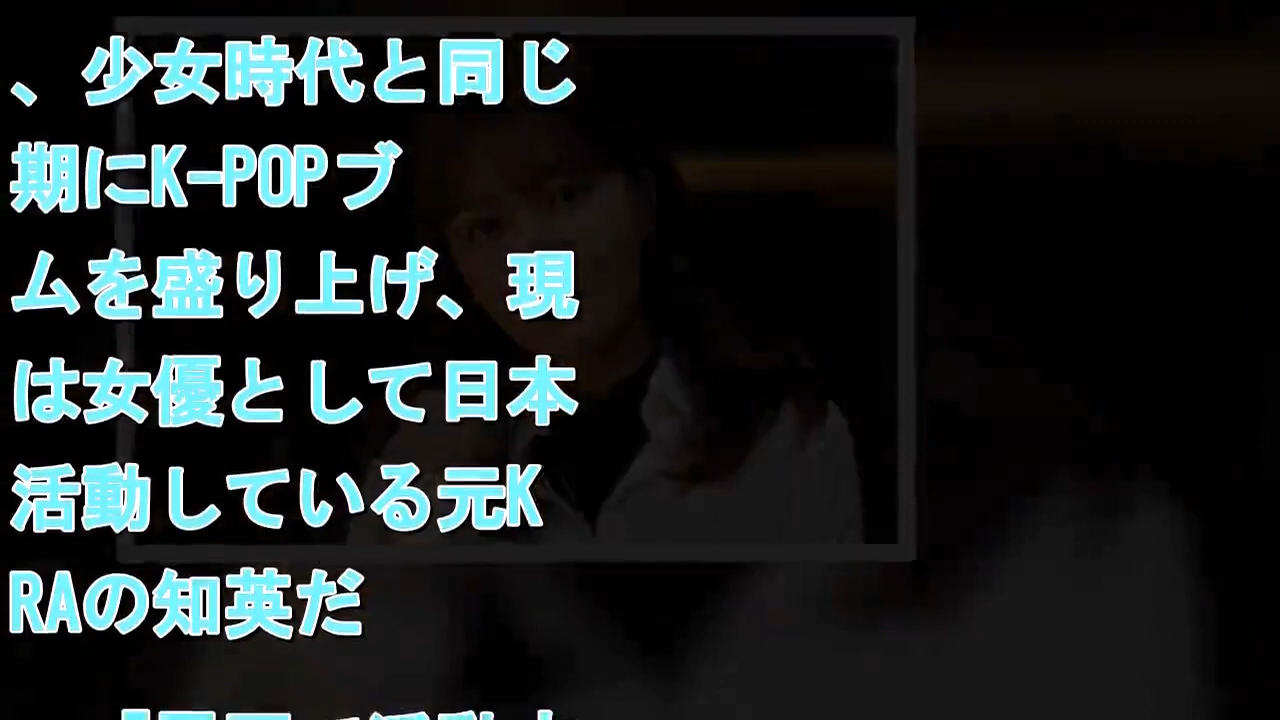 、少女時代と同じ
期にK-POPブ
ムを盛り上げ、現
は女優として日本
活動している元K
RAの知英だ